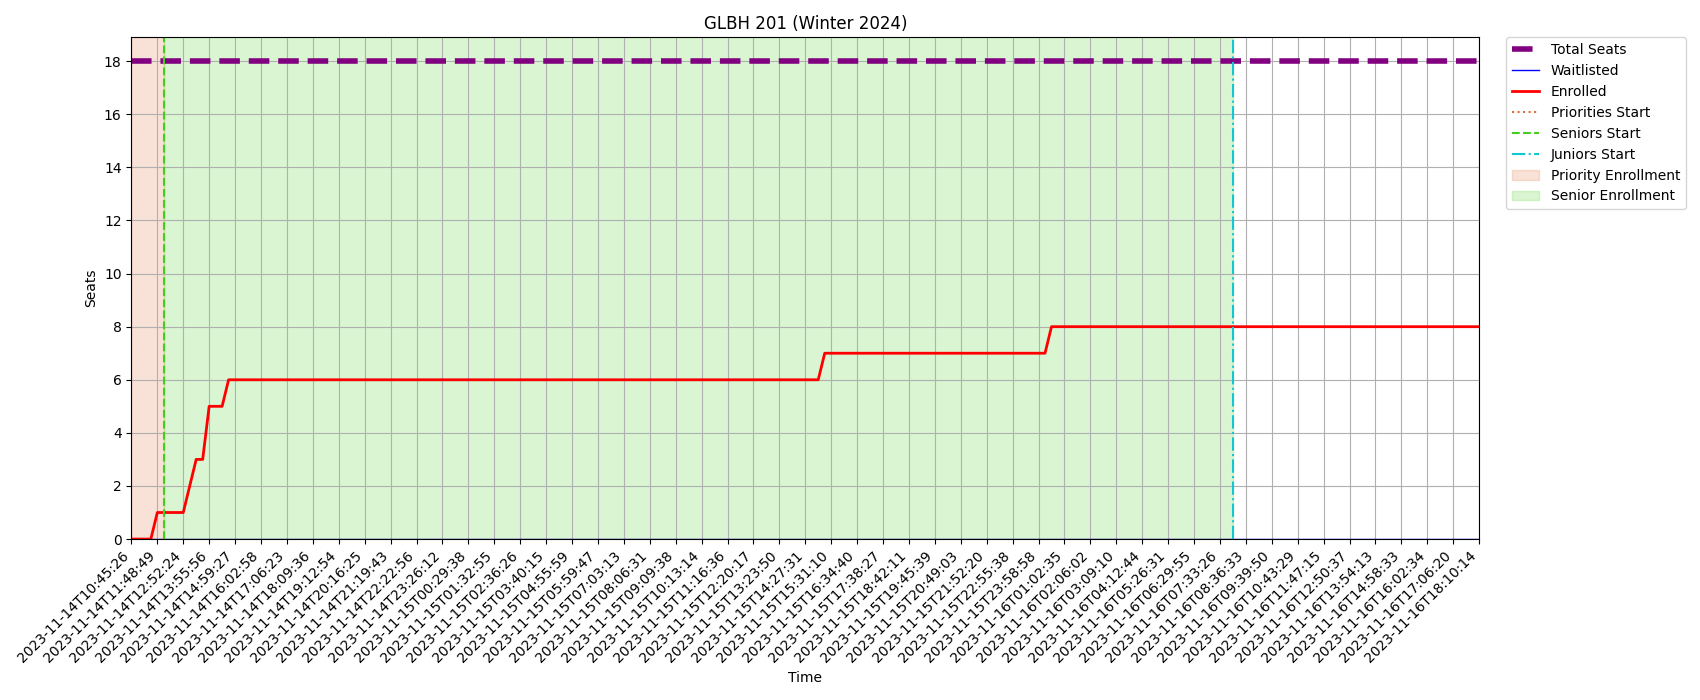 GLBH 201 (Winter 2024)
Total Seats
Waitlisted
Enrolled
Priorities Start
Seniors Start
Juniors Start
Priority Enrollment
Senior Enrollment
Seats
18
16
14
12
10
8
6
4
2
0
2023-11-14T10:45:26
2023-11-14T11:48:49
2023-11-14T12:52:24
2023-11-14T13:55:56
2023-11-14T14:59:27
2023-11-14T16:02:58
2023-11-14T17:06:23
2023-11-14T18:09:36
2023-11-14T19:12:54
2023-11-14T20:16:25
2023-11-14T21:19:43
2023-11-14T22:22:56
2023-11-14T23:26:12
2023-11-15T00:29:38
2023-11-15T01:32:55
2023-11-15T02:36:26
2023-11-15T03:40:15
2023-11-15T04:55:59
2023-11-15T05:59:47
2023-11-15T07:03:13
2023-11-15T08:06:31
2023-11-15T09:09:38
2023-11-15T10:13:14
2023-11-15T11:16:36
2023-11-15T12:20:17
2023-11-15T13:23:50
2023-11-15T14:27:31
2023-11-15T15:31:10
2023-11-15T16:34:40
2023-11-15T17:38:27
2023-11-15T18:42:11
2023-11-15T19:45:39
2023-11-15T20:49:03
2023-11-15T21:52:20
2023-11-15T22:55:38
2023-11-15T23:58:58
2023-11-16T01:02:35
2023-11-16T02:06:02
2023-11-16T03:09:10
2023-11-16T04:12:44
2023-11-16T05:26:31
2023-11-16T06:29:55
2023-11-16T07:33:26
2023-11-16T08:36:33
2023-11-16T09:39:50
2023-11-16T10:43:29
2023-11-16T11:47:15
2023-11-16T12:50:37
2023-11-16T13:54:13
2023-11-16T14:58:33
2023-11-16T16:02:34
2023-11-16T17:06:20
2023-11-16T18:10:14
Time